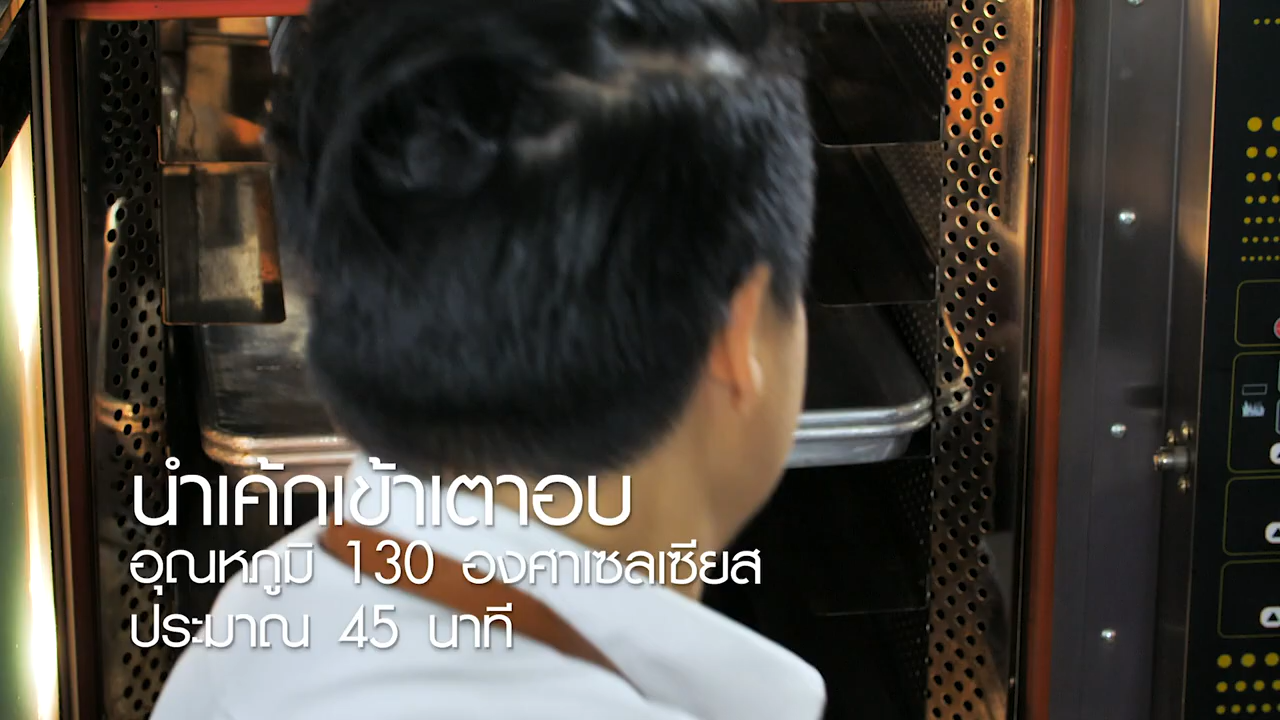 นำเค้กเข้าเตาอบ
อุณหภูมิ 130 องศาเซลเซียส
ประมาณ 45 นาที